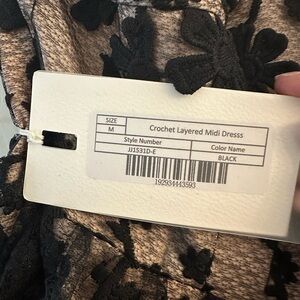 SIZE
M
Crochet Layered Midi Dresss
Style Number
Color Name
JJ1531D-E
BLACK
192934443593